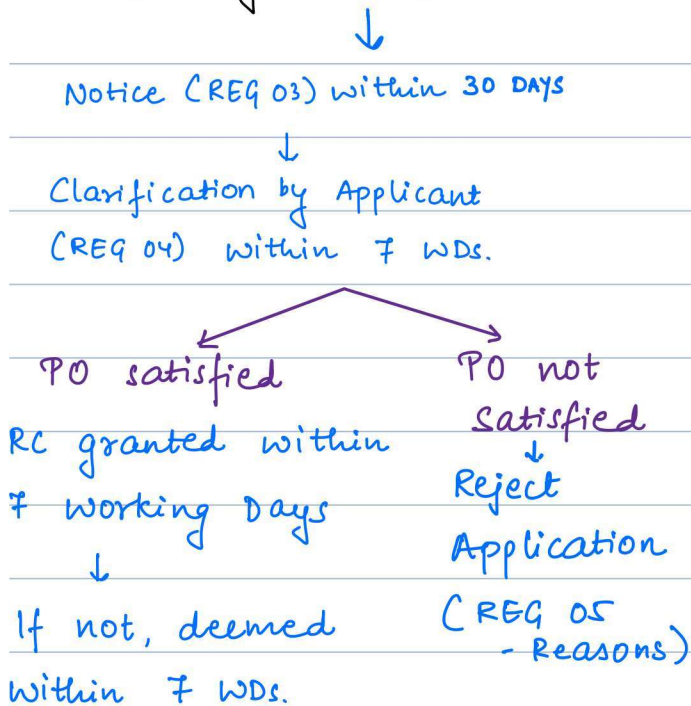 Notice (REG 03) within 30 DAYS
Clarification by Applicant
(REG 04) within 7 WDs.
PO satisfied
RC granted within
7 Working Days
If not, deemed
within 7 WDs.
PO not
Satisfied
Reject
Application
(REG 05
- Reasons)